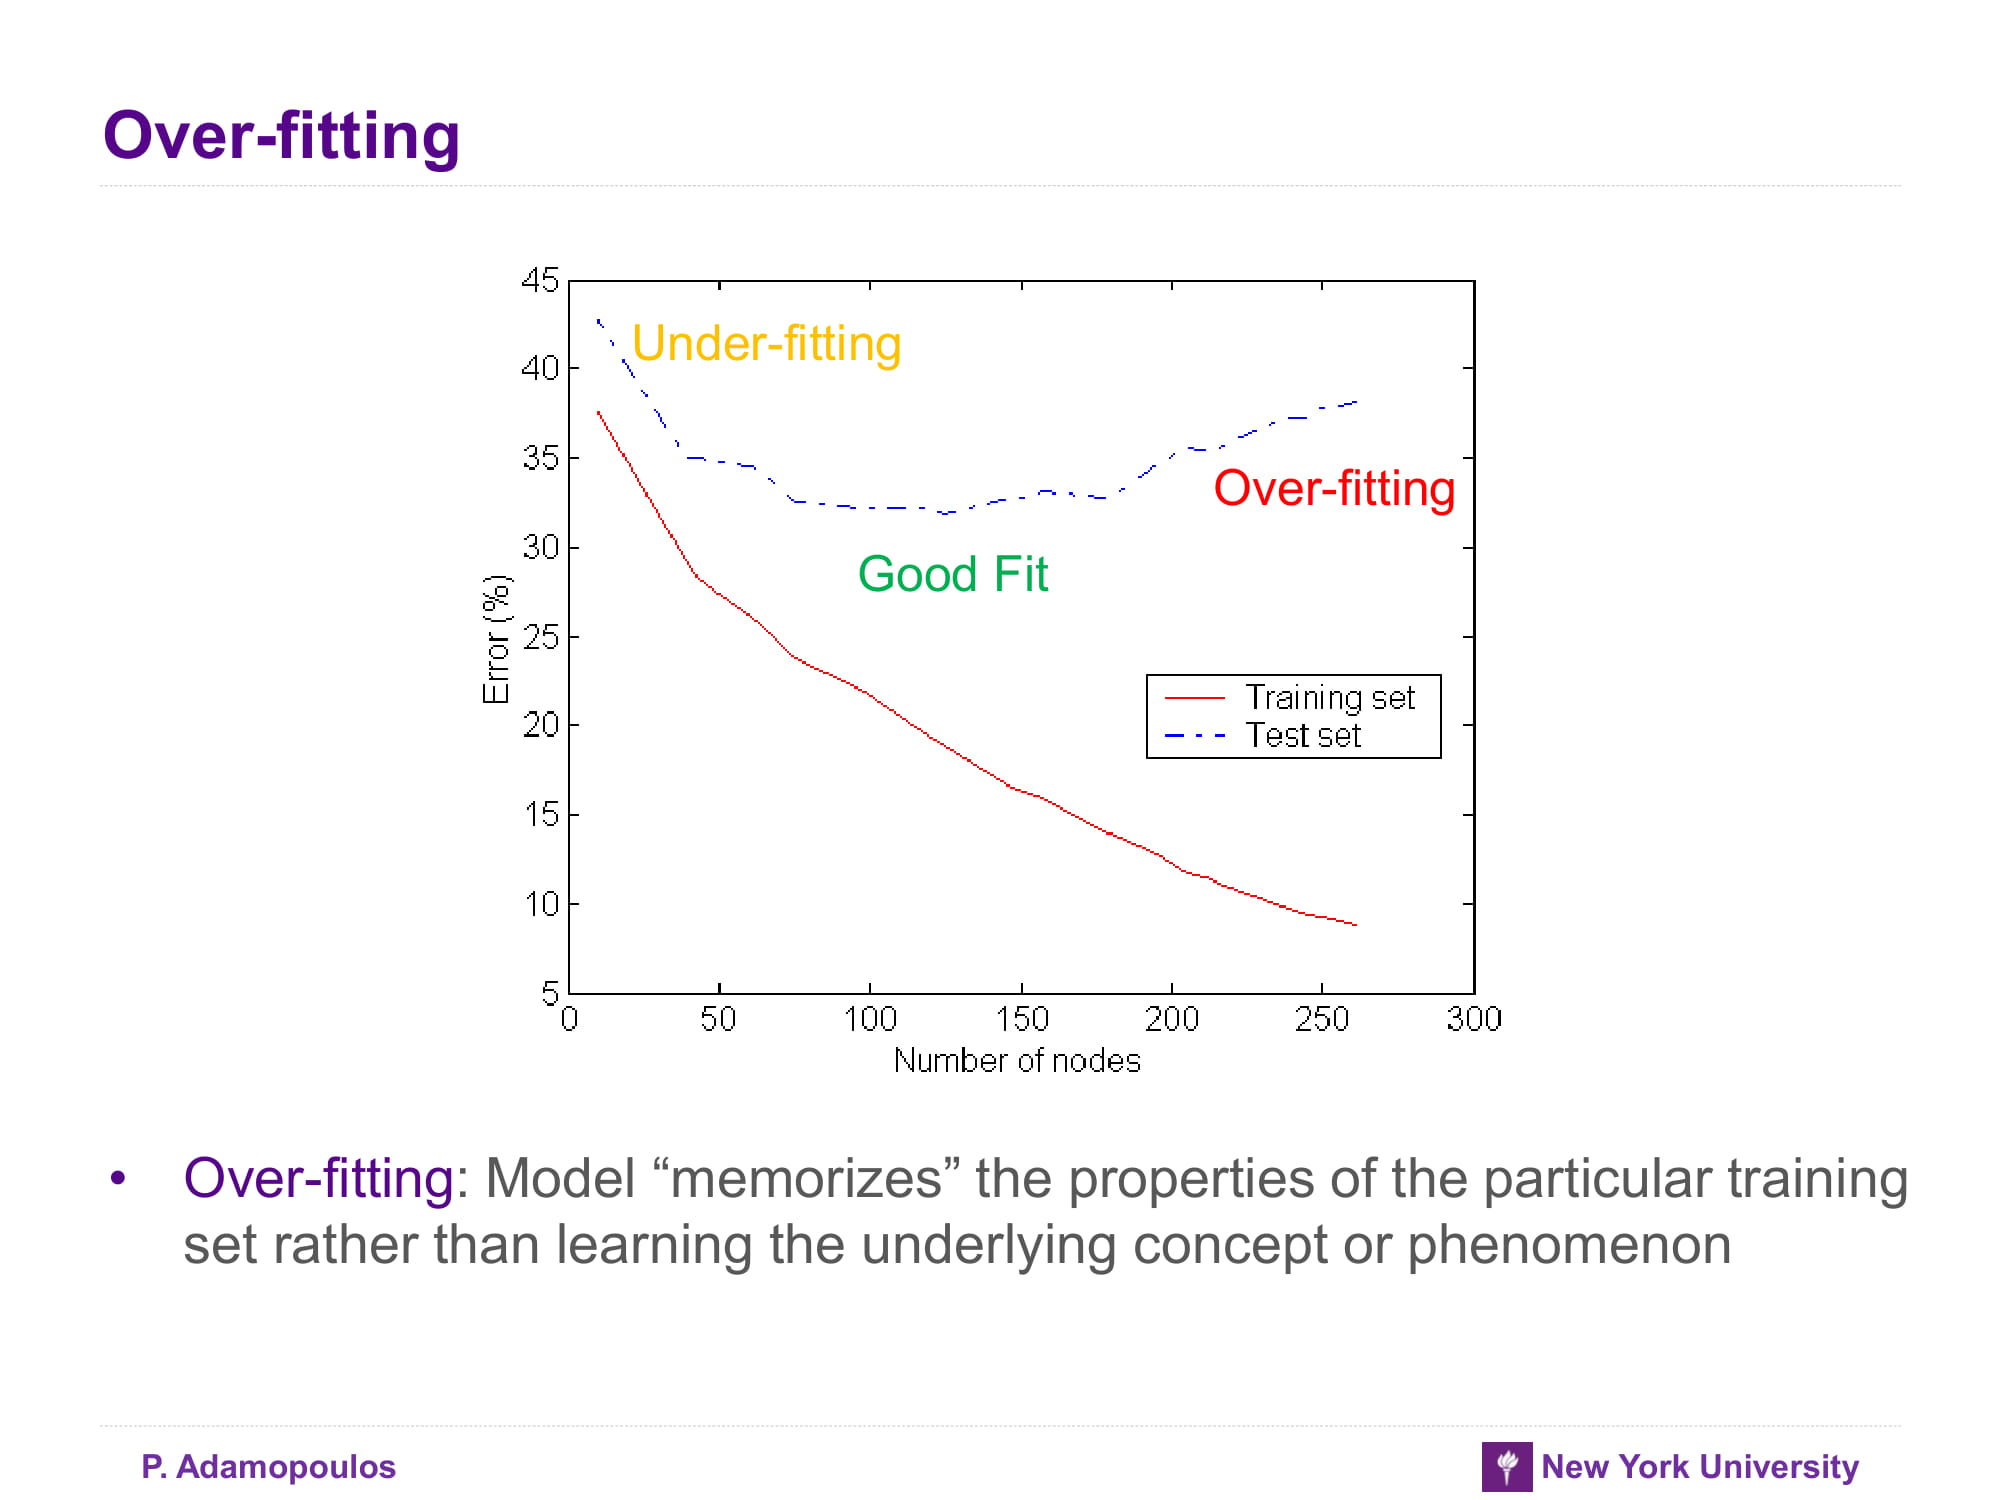 Over-fitting
45
40
35
30
25
20
15
10
5
Error (%)
Under-fitting
Over-fitting
Good Fit
Training set
Test set
0 50 100 150 200 250 300
Number of nodes
• Over-fitting: Model “memorizes” the properties of the particular training
set rather than learning the underlying concept or phenomenon
P. Adamopoulos
New York University